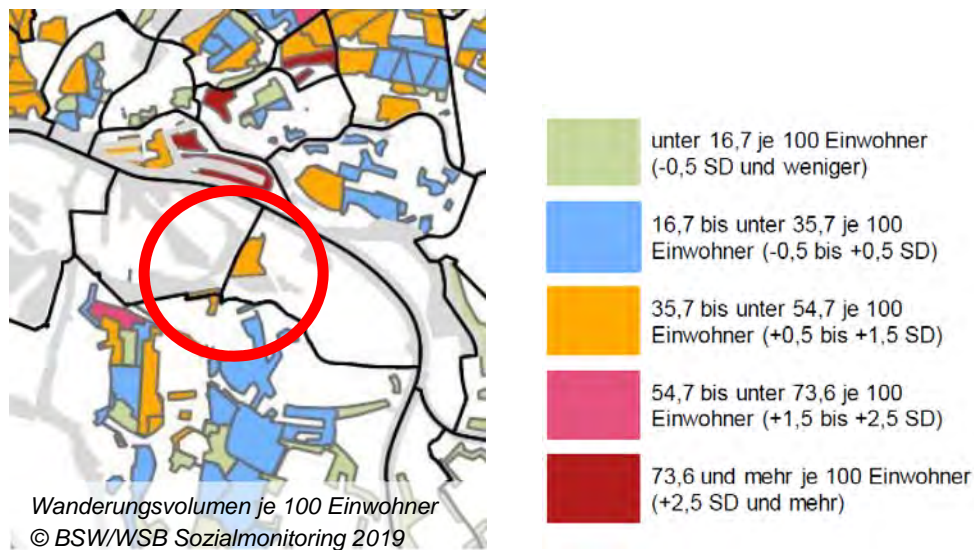 unter 16,7 je 100 Einwohner
(-0,5 SD und weniger)
16,7 bis unter 35,7 je 100
Einwohner (-0,5 bis +0,5 SD)
35,7 bis unter 54,7 je 100
Einwohner (+0,5 bis +1,5 SD)
54,7 bis unter 73,6 je 100
Einwohner (+1,5 bis +2,5 SD)
73,6 und mehr je 100 Einwohner
(+2,5 SD und mehr)
Wanderungsvolumen je 100 Einwohner
© BSW/WSB Sozialmonitoring 2019